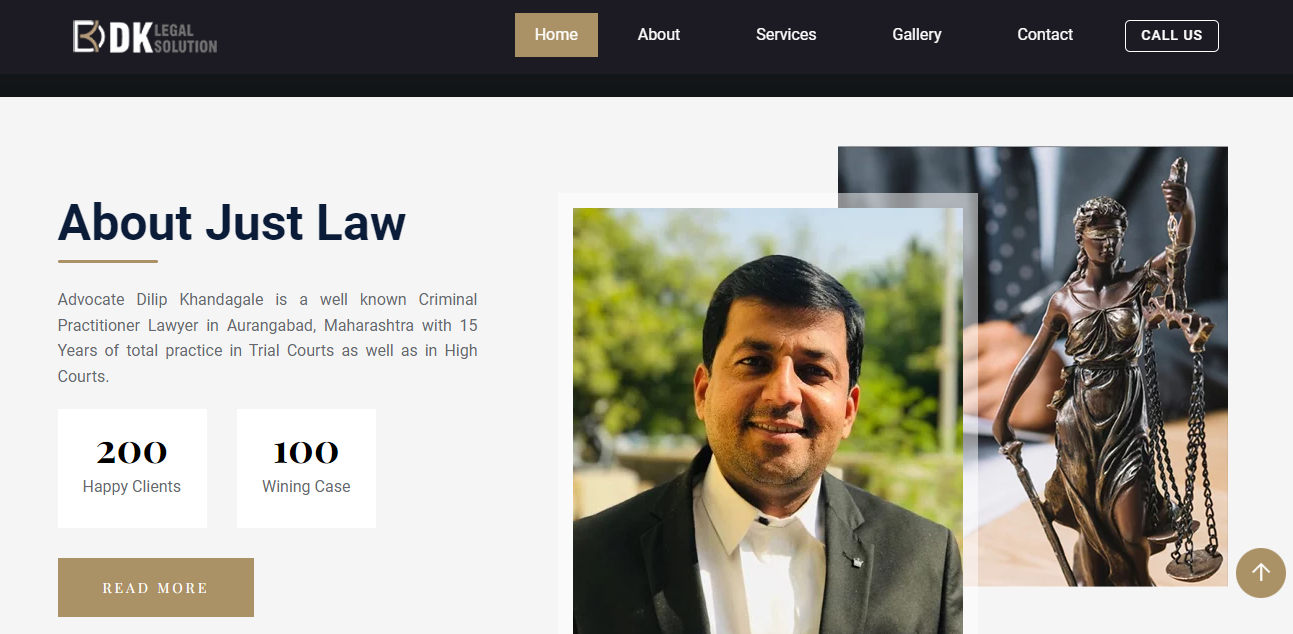 DK LEGAL SOLUTION
Home About Services Gallery Contact CALL US
About Just Law
Advocate Dilip Khandagale is a well known Criminal
Practitioner Lawyer in Aurangabad, Maharashtra with 15
Years of total practice in Trial Courts as well as in High
Courts.
200 100
Happy Clients Wining Case
READ MORE